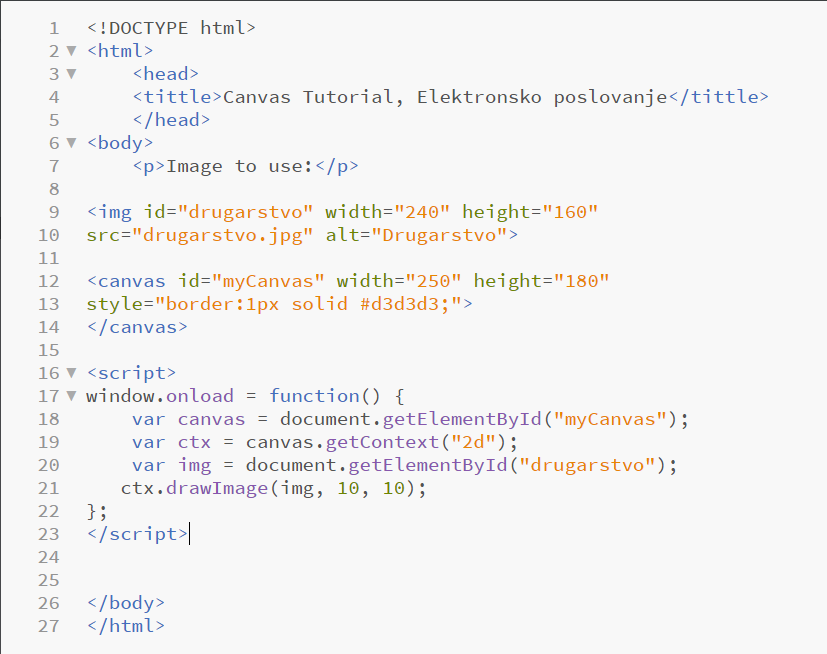 1 <!DOCTYPE html>
2 <html>
3 <head>
4 <tittle>Canvas Tutorial, Elektronsko poslovanje</tittle>
5 </head>
6 <body>
7 <p>Image to use:</p>
8
9 <img id="drugarstvo" width="240" height="160"
10 src="drugarstvo.jpg" alt="Drugarstvo">
11
12 <canvas id="myCanvas" width="250" height="180"
13 style="border:1px solid #d3d3d3;">
14 </canvas>
15
16 <script>
17 window.onload = function() {
18 var canvas = document.getElementById("myCanvas");
19 var ctx = canvas.getContext("2d");
20 var img = document.getElementById("drugarstvo");
21 ctx.drawImage(img, 10, 10);
22 };
23 </script>
24
25
26 </body>
27 </html>